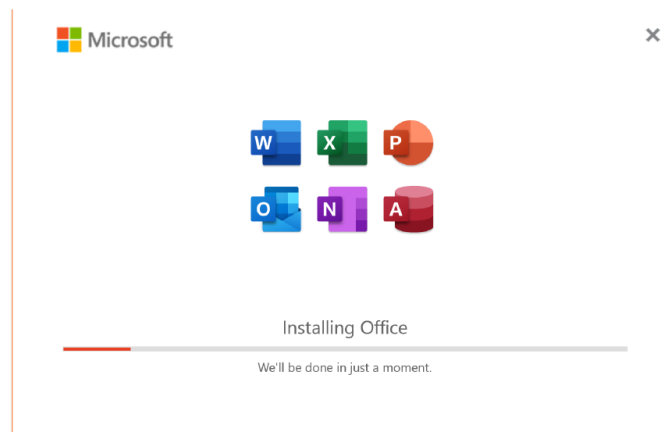 Microsoft
W X P
O N A
Installing Office
We'll be done in just a moment.